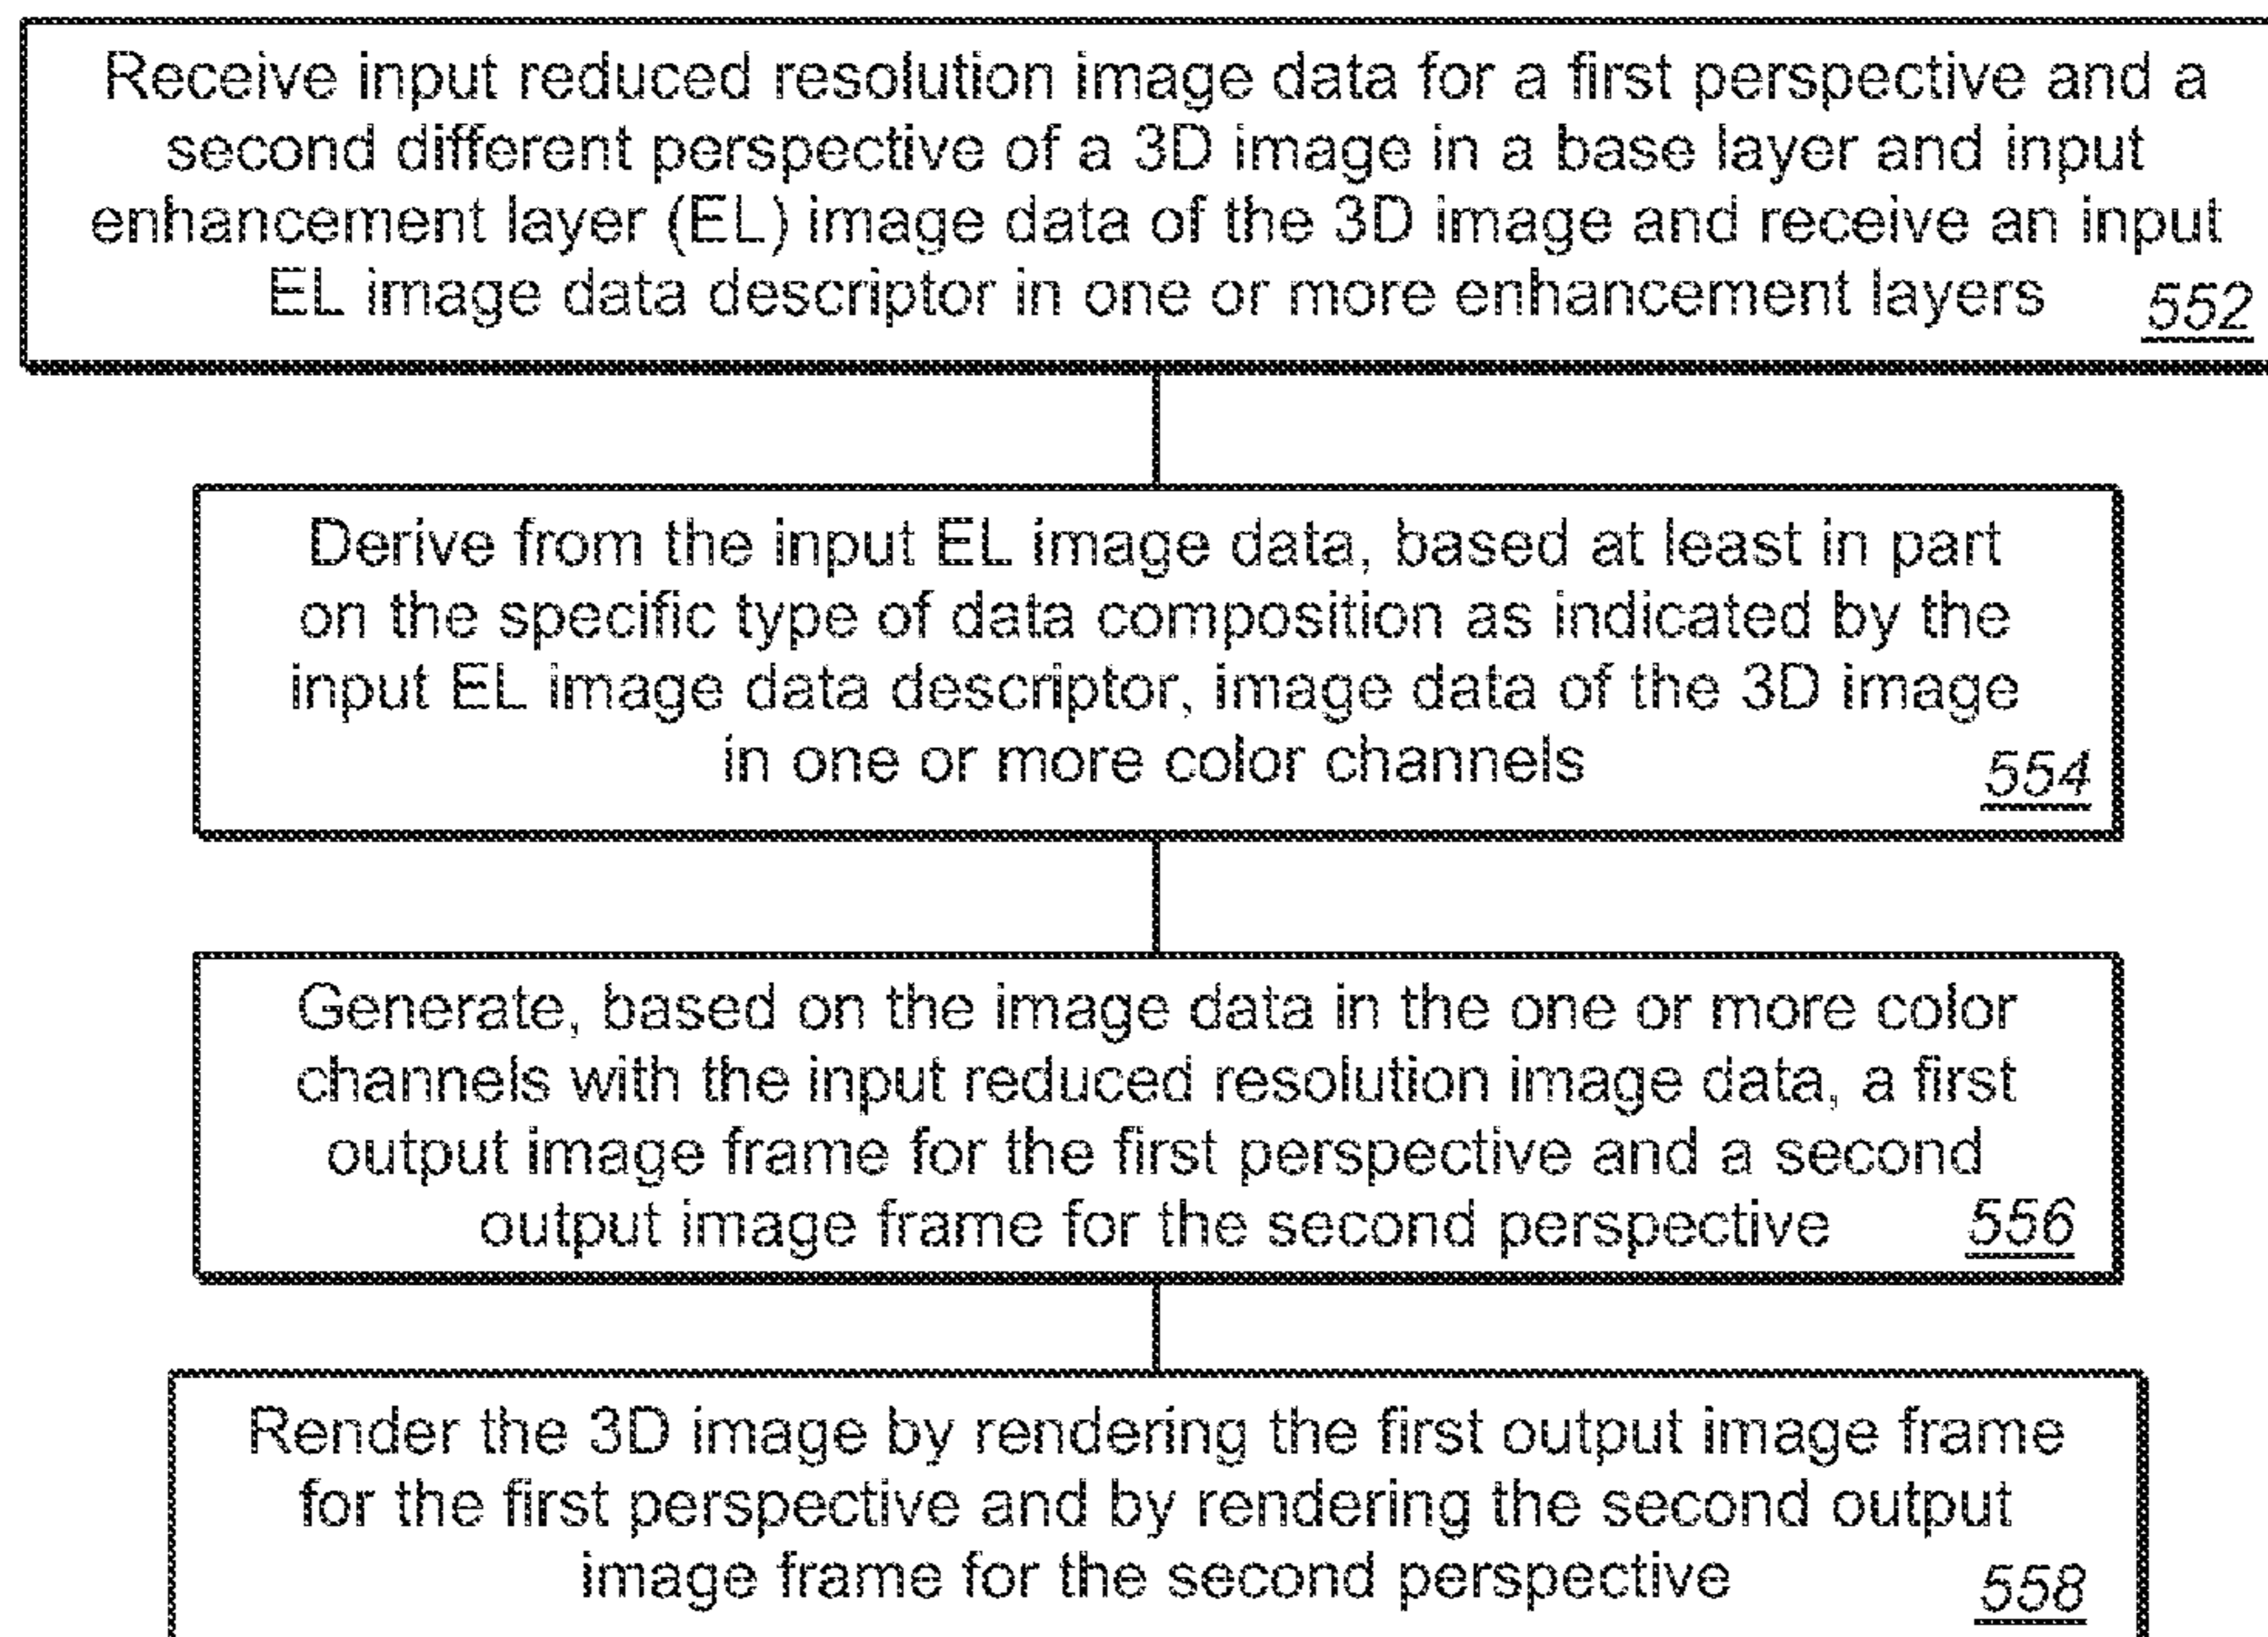 Receive input reduced resolution image data for a first perspective and a
second different perspective of a 3D image in a base layer and input
enhancement layer (EL) image data of the 3D image and receive an input
EL image data descriptor in one or more enhancement layers 552
Derive from the input EL image data, based at least in part
on the specific type of data composition as indicated by the
input EL image data descriptor, image data of the 3D image
in one or more color channels 554
Generate, based on the image data in the one or more color
channels with the input reduced resolution image data, a first
output image frame for the first perspective and a second
output image frame for the second perspective 556
Render the 3D image by rendering the first output image frame
for the first perspective and by rendering the second output
image frame for the second perspective 558